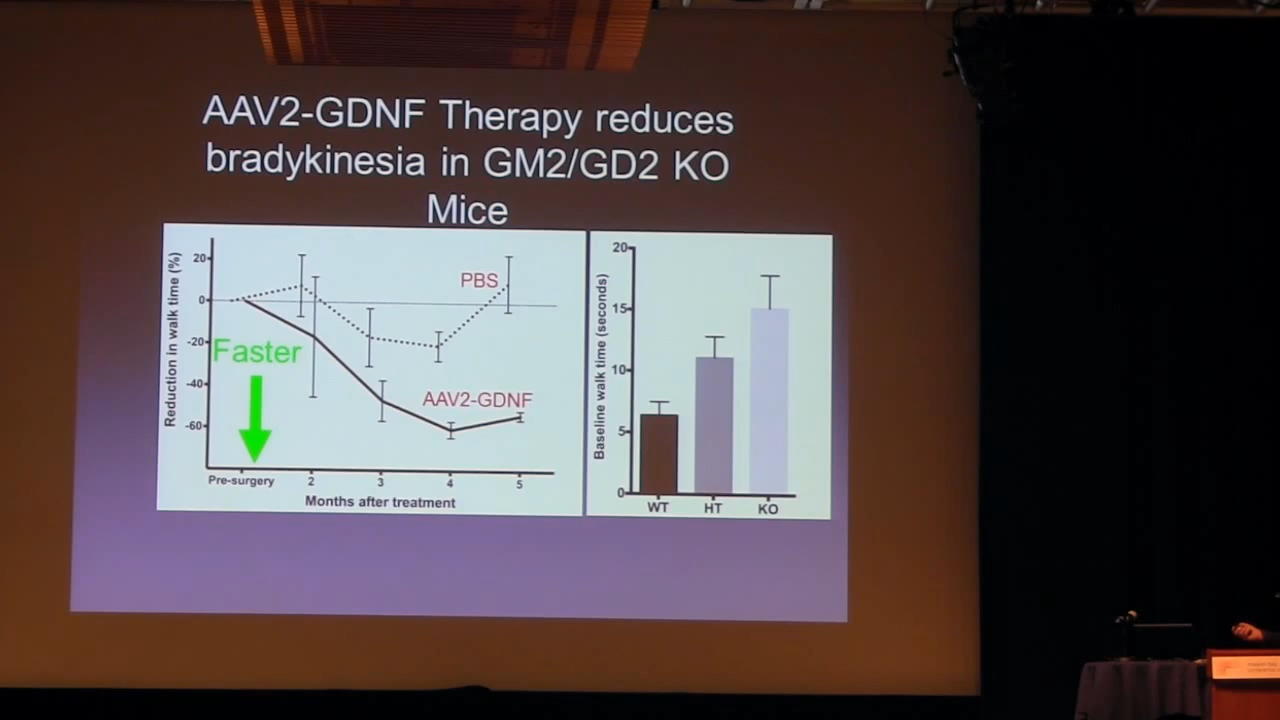 AAV2-GDNF Therapy reduces
bradykinesia in GM2/GD2 KO
Mice
Reduction in walk time (%)
20
0
-20
-40
-60
PBS
Faster
AAV2-GDNF
Pre-surgery 2 3 4 5
Months after treatment
Baseline walk time (seconds)
20
15
10
5
0
WT HT KO